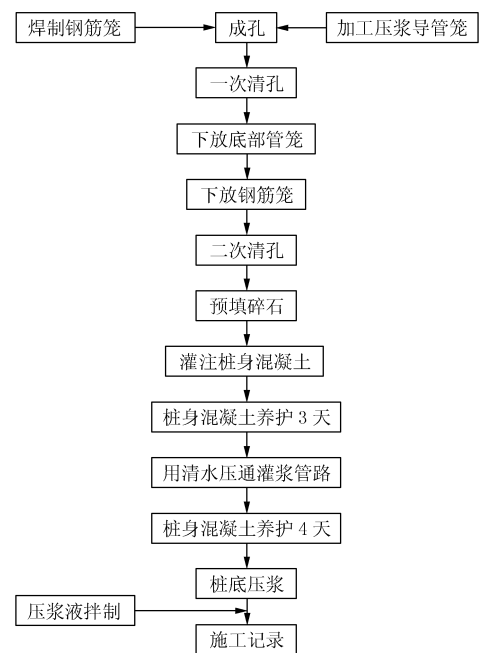 焊制钢筋笼
成孔
加工压浆导管笼
一次清孔
下放底部管笼
下放钢筋笼
二次清孔
预填碎石
灌注桩身混凝土
桩身混凝土养护3天
用清水压通灌浆管路
桩身混凝土养护4天
桩底压浆
压浆液拌制
施工记录